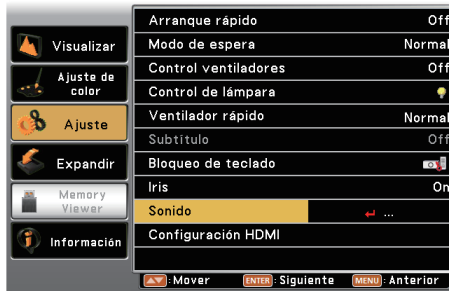 Visualizar
Ajuste de
color
Ajuste
Expandir
Memory
Viewer
Información
Arranque rápido Off
Modo de espera Normal
Control ventiladores Off
Control de lámpara
Ventilador rápido Normal
Subtitulo Off
Bloqueo de teclado
Iris On
Sonido ...
Configuración HDMI
:Mover ENTER :Siguiente MENU :Anterior